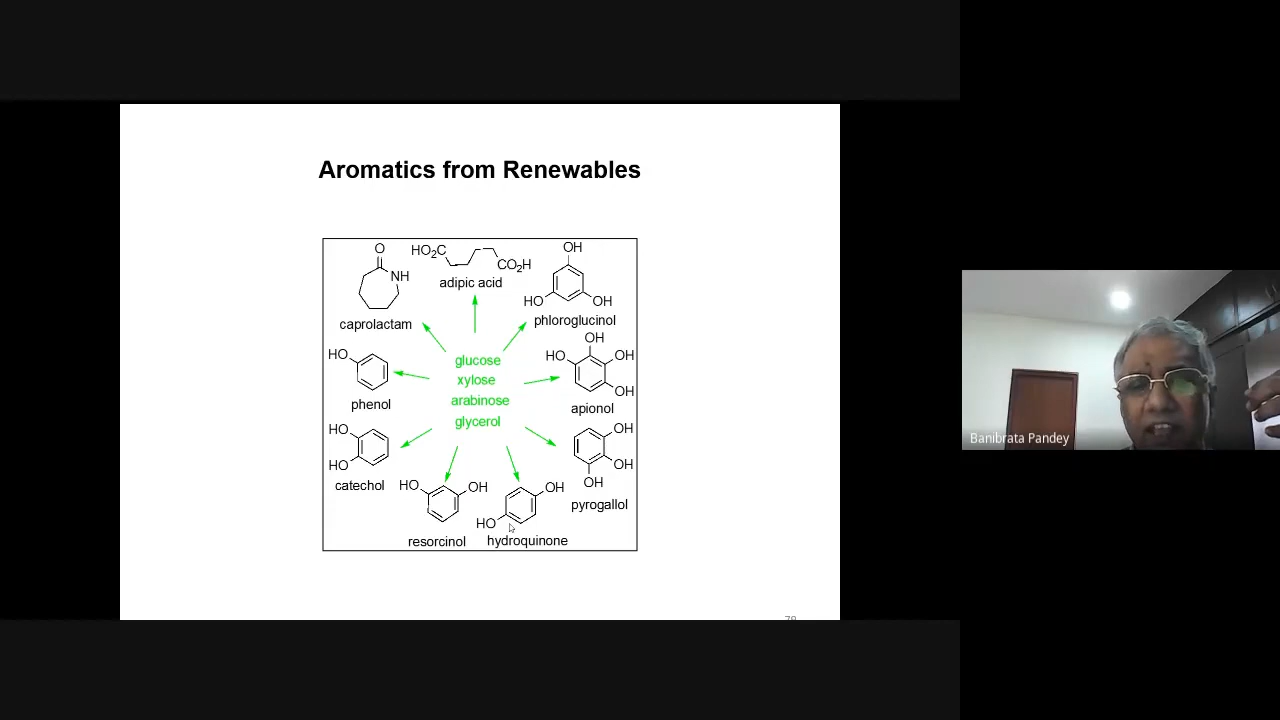 Aromatics from Renewables
O
NH
caprolactam
HO2C
CO2H
adipic acid
OH
HO
OH
phloroglucinol
HO
phenol
glucose
xylose
arabinose
glycerol
OH
HO
OH
OH
apionol
HO
HO
catechol
HO
OH
resorcinol
OH
HO
hydroquinone
OH
OH
OH
pyrogallol
Banibrata Pandey